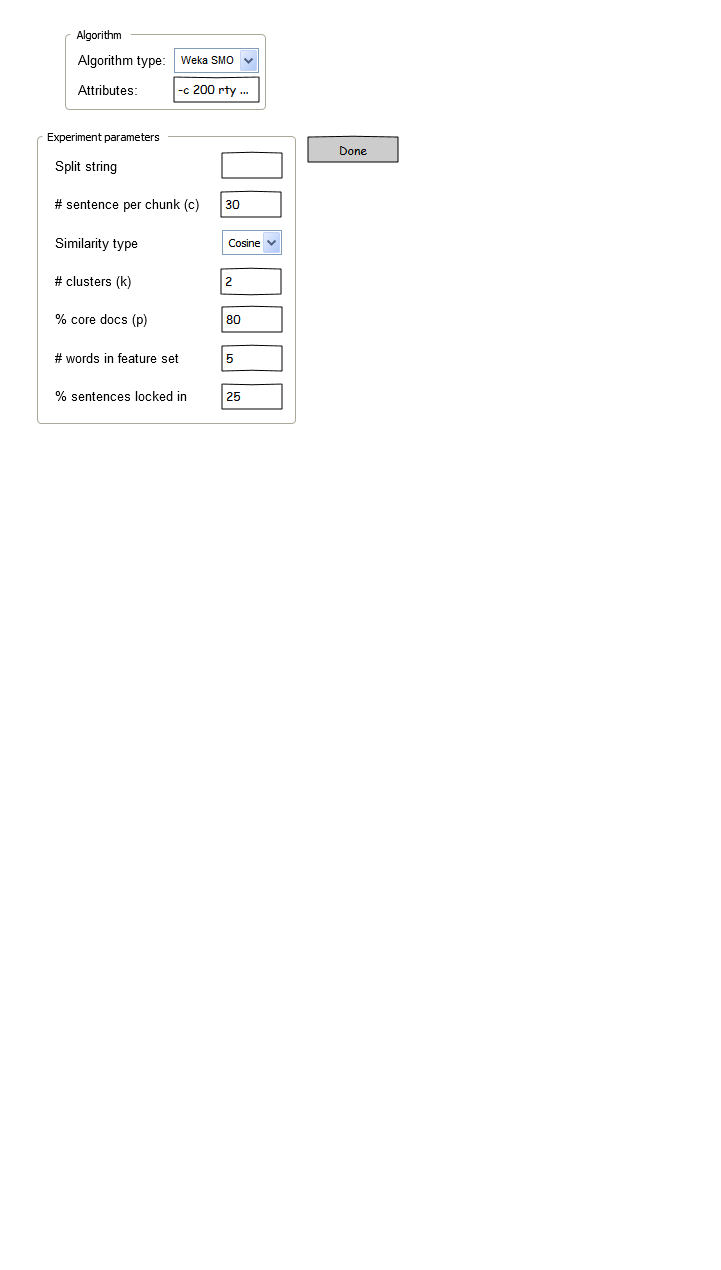 Algorithm
Algorithm type: Weka SMO
Attributes: -c 200 rty ...
Experiment parameters
Done
Split string
# sentence per chunk (c) 30
Similarity type Cosine
# clusters (k) 2
% core docs (p) 80
# words in feature set 5
% sentences locked in 25